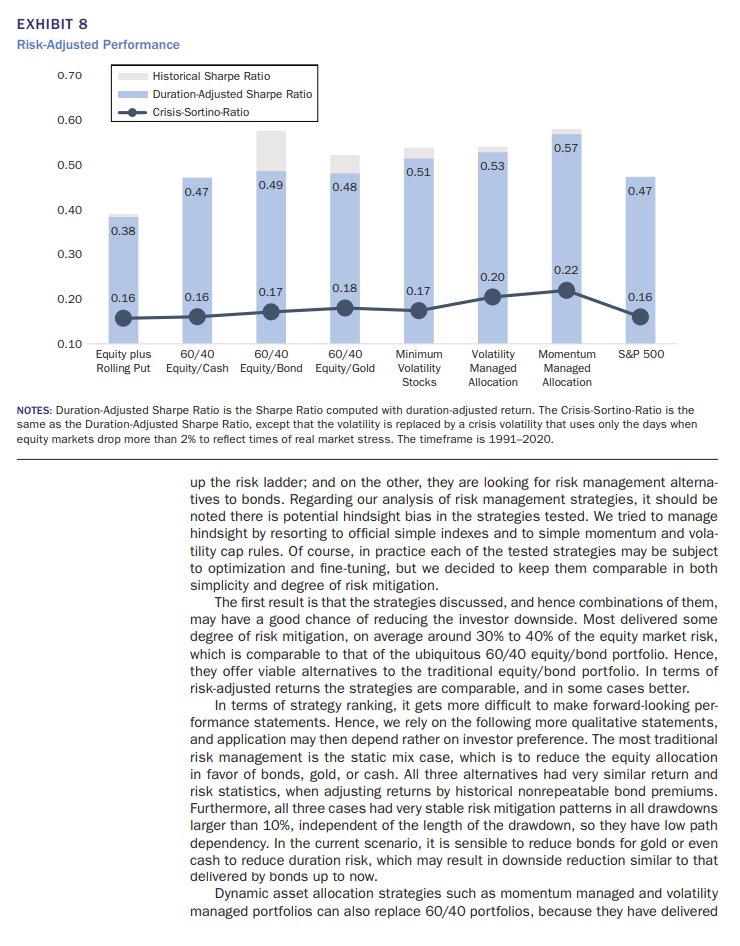 EXHIBIT 8
Risk-Adjusted Performance
0.70
0.60
0.50
0.40
0.30
0.20
0.10
Historical Sharpe Ratio
Duration-Adjusted Sharpe Ratio
Crisis-Sortino-Ratio
0.38
0.47
0.49
0.48
0.51
0.53
0.57
0.47
0.16
0.16
0.17
0.18
0.17
0.20
0.22
0.16
Equity plus
Rolling Put
60/40
Equity/Cash
60/40
Equity/Bond
60/40
Equity/Gold
Minimum
Volatility
Stocks
Volatility
Managed
Allocation
Momentum
Managed
Allocation
S&P 500
NOTES: Duration-Adjusted Sharpe Ratio is the Sharpe Ratio computed with duration-adjusted return. The Crisis-Sortino-Ratio is the
same as the Duration-Adjusted Sharpe Ratio, except that the volatility is replaced by a crisis volatility that uses only the days when
equity markets drop more than 2% to reflect times of real market stress. The timeframe is 1991–2020.
up the risk ladder; and on the other, they are looking for risk management alterna-
tives to bonds. Regarding our analysis of risk management strategies, it should be
noted there is potential hindsight bias in the strategies tested. We tried to manage
hindsight by resorting to official simple indexes and to simple momentum and vola-
tility cap rules. Of course, in practice each of the tested strategies may be subject
to optimization and fine-tuning, but we decided to keep them comparable in both
simplicity and degree of risk mitigation.
The first result is that the strategies discussed, and hence combinations of them,
may have a good chance of reducing the investor downside. Most delivered some
degree of risk mitigation, on average around 30% to 40% of the equity market risk,
which is comparable to that of the ubiquitous 60/40 equity/bond portfolio. Hence,
they offer viable alternatives to the traditional equity/bond portfolio. In terms of
risk-adjusted returns the strategies are comparable, and in some cases better.
In terms of strategy ranking, it gets more difficult to make forward-looking per-
formance statements. Hence, we rely on the following more qualitative statements,
and application may then depend rather on investor preference. The most traditional
risk management is the static mix case, which is to reduce the equity allocation
in favor of bonds, gold, or cash. All three alternatives had very similar return and
risk statistics, when adjusting returns by historical nonrepeatable bond premiums.
Furthermore, all three cases had very stable risk mitigation patterns in all drawdowns
larger than 10%, independent of the length of the drawdown, so they have low path
dependency. In the current scenario, it is sensible to reduce bonds for gold or even
cash to reduce duration risk, which may result in downside reduction similar to that
delivered by bonds up to now.
Dynamic asset allocation strategies such as momentum managed and volatility
managed portfolios can also replace 60/40 portfolios, because they have delivered